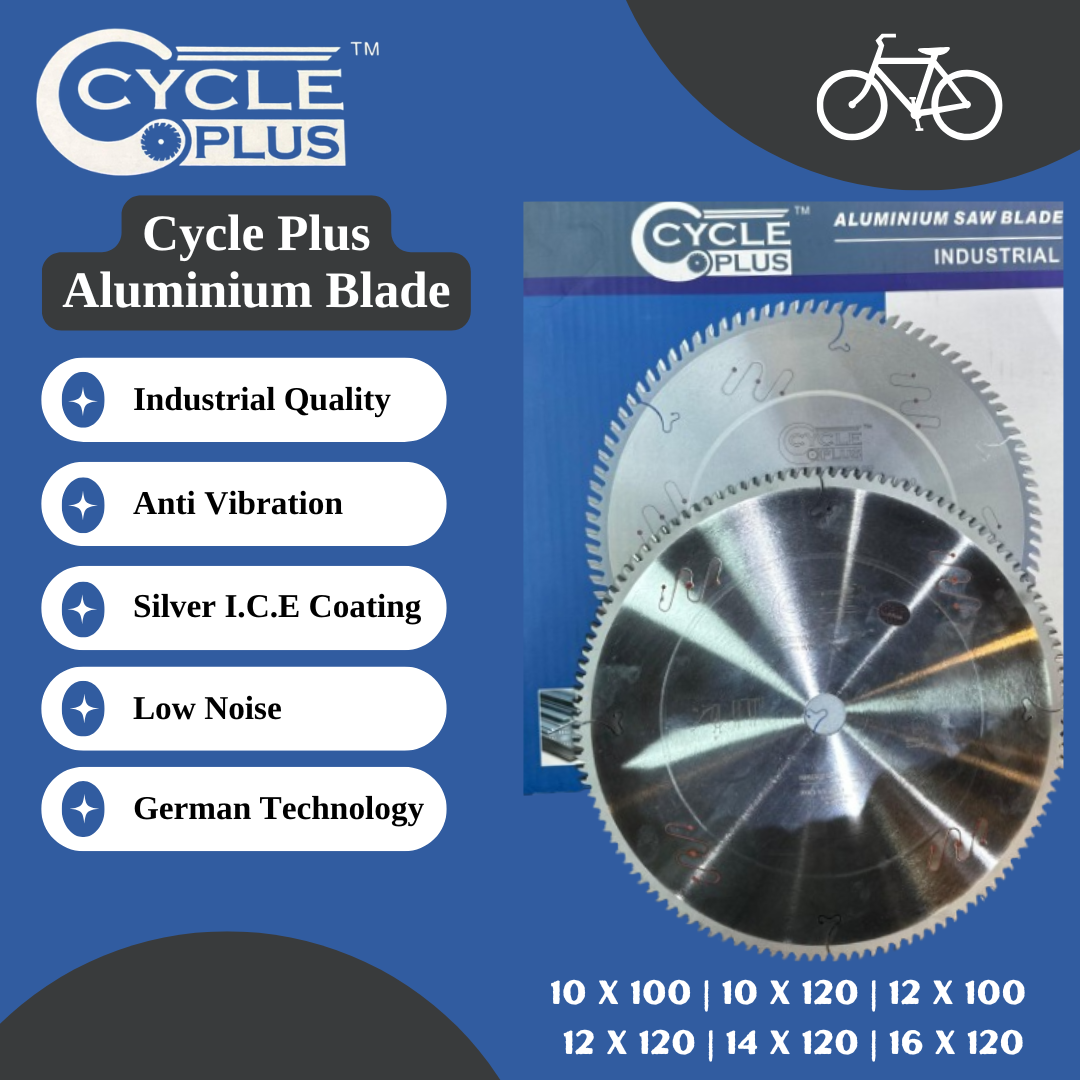 CYCLE ™
PLUS
Cycle Plus
Aluminium Blade
Industrial Quality
Anti Vibration
Silver I.C.E Coating
Low Noise
German Technology
CYCLE ™
PLUS
ALUMINIUM SAW BLADE
INDUSTRIAL
CYCLE ™
PLUS
10 X 100 | 10 X 120 | 12 X 100
12 X 120 | 14 X 120 | 16 X 120